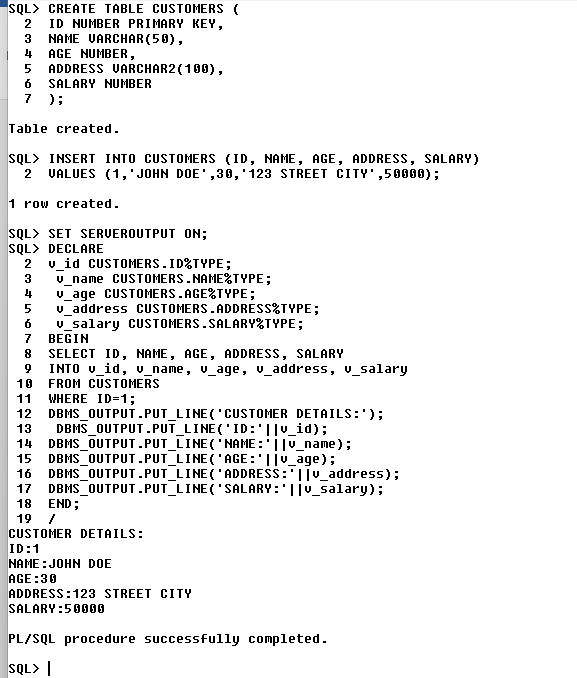 SQL> CREATE TABLE CUSTOMERS (
  2  ID NUMBER PRIMARY KEY,
  3  NAME VARCHAR(50),
  4  AGE NUMBER,
  5  ADDRESS VARCHAR2(100),
  6  SALARY NUMBER
  7  );
Table created.
SQL> INSERT INTO CUSTOMERS (ID, NAME, AGE, ADDRESS, SALARY)
  2  VALUES (1,'JOHN DOE',30,'123 STREET CITY',50000);
1 row created.
SQL> SET SERVEROUTPUT ON;
SQL> DECLARE
  2  v_id CUSTOMERS.ID%TYPE;
  3   v_name CUSTOMERS.NAME%TYPE;
  4   v_age CUSTOMERS.AGE%TYPE;
  5   v_address CUSTOMERS.ADDRESS%TYPE;
  6   v_salary CUSTOMERS.SALARY%TYPE;
  7  BEGIN
  8  SELECT ID, NAME, AGE, ADDRESS, SALARY
  9  INTO v_id, v_name, v_age, v_address, v_salary
 10  FROM CUSTOMERS
 11  WHERE ID=1;
 12  DBMS_OUTPUT.PUT_LINE('CUSTOMER DETAILS:');
 13   DBMS_OUTPUT.PUT_LINE('ID:'||v_id);
 14  DBMS_OUTPUT.PUT_LINE('NAME:'||v_name);
 15  DBMS_OUTPUT.PUT_LINE('AGE:'||v_age);
 16  DBMS_OUTPUT.PUT_LINE('ADDRESS:'||v_address);
 17  DBMS_OUTPUT.PUT_LINE('SALARY:'||v_salary);
 18  END;
 19  /
CUSTOMER DETAILS:
ID:1
NAME:JOHN DOE
AGE:30
ADDRESS:123 STREET CITY
SALARY:50000
PL/SQL procedure successfully completed.
SQL>